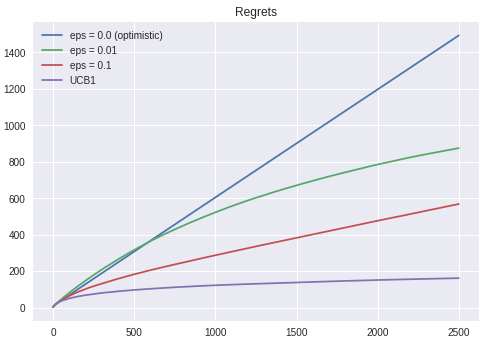 Regrets
eps = 0.0 (optimistic)
eps = 0.01
eps = 0.1
UCB1
1400
1200
1000
800
600
400
200
0
0 500 1000 1500 2000 2500